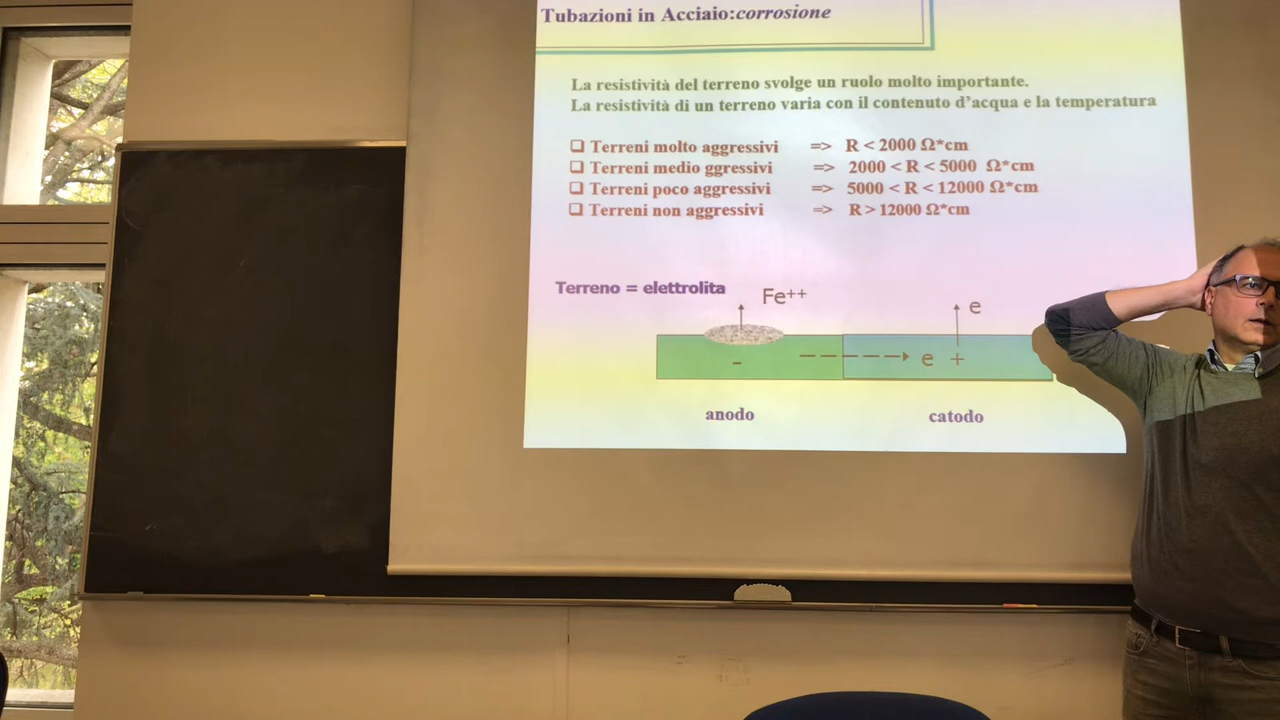 Tubazioni in Acciaio:corrosione
La resistività del terreno svolge un ruolo molto importante.
La resistività di un terreno varia con il contenuto d'acqua e la temperatura
❑ Terreni molto aggressivi => R < 2000 Ω*cm
❑ Terreni medio ggressivi => 2000 < R < 5000 Ω*cm
❑ Terreni poco aggressivi => 5000 < R < 12000 Ω*cm
❑ Terreni non aggressivi => R > 12000 Ω*cm
Terreno = elettrolita
Fe++
e
- e +
anodo catodo